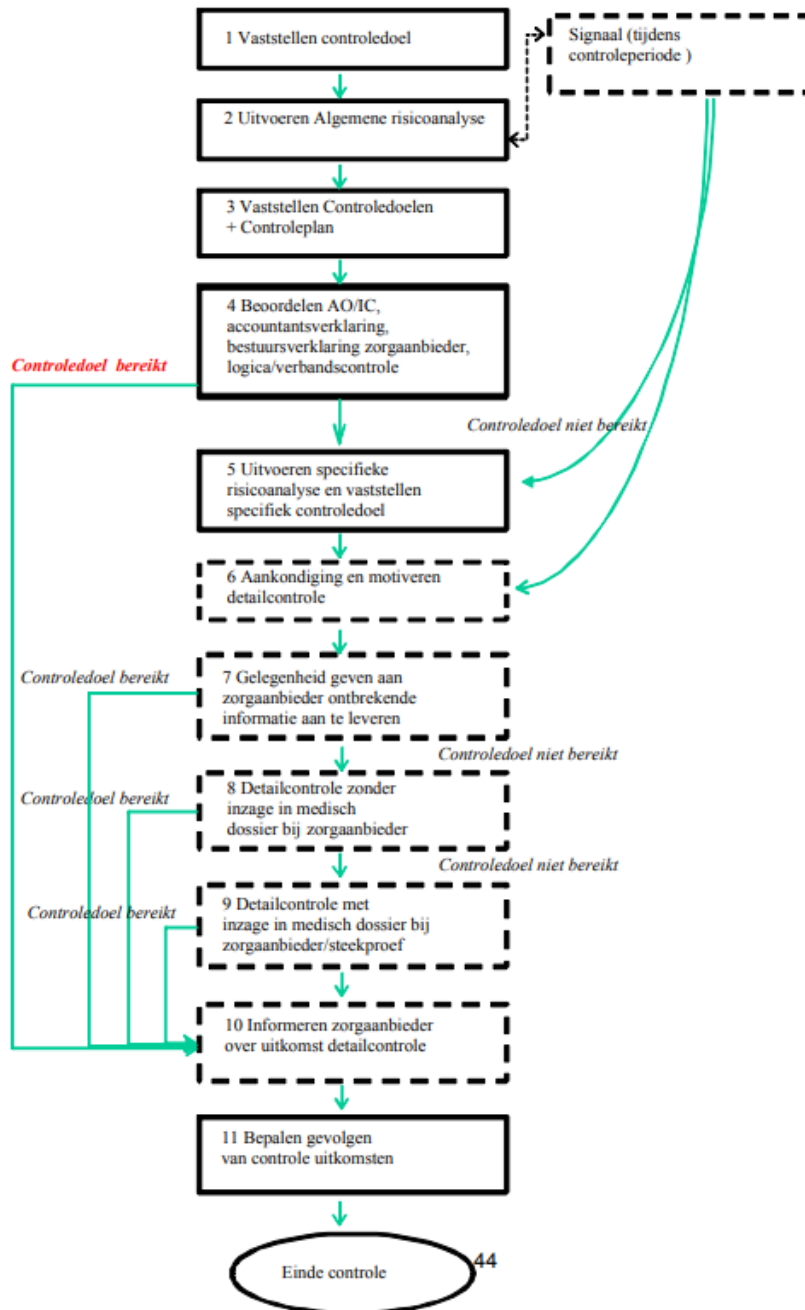 1 Vaststellen controledoel
Signaal (tijdens
controleperiode )
2 Uitvoeren Algemene risicoanalyse
3 Vaststellen Controledoelen
+ Controleplan
4 Beoordelen AO/IC,
accountantsverklaring,
bestuursverklaring zorgaanbieder,
logica/verbandscontrole
Controledoel bereikt
Controledoel niet bereikt
5 Uitvoeren specifieke
risicoanalyse en vaststellen
specifiek controledoel
6 Aankondiging en motiveren
detailcontrole
Controledoel bereikt
7 Gelegenheid geven aan
zorgaanbieder ontbrekende
informatie aan te leveren
Controledoel niet bereikt
Controledoel bereikt
8 Detailcontrole zonder
inzage in medisch
dossier bij zorgaanbieder
Controledoel niet bereikt
Controledoel bereikt
9 Detailcontrole met
inzage in medisch dossier bij
zorgaanbieder/steekproef
10 Informeren zorgaanbieder
over uitkomst detailcontrole
11 Bepalen gevolgen
van controle uitkomsten
Einde controle
44